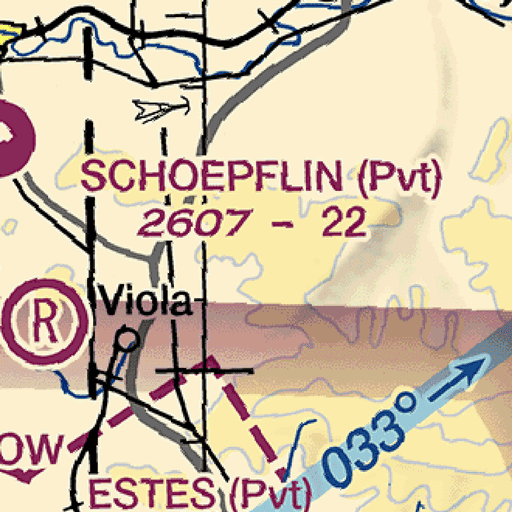 SCHOEPFLIN (Pvt)
2607 - 22
Viola
R
033°
OW
ESTES (Pvt)